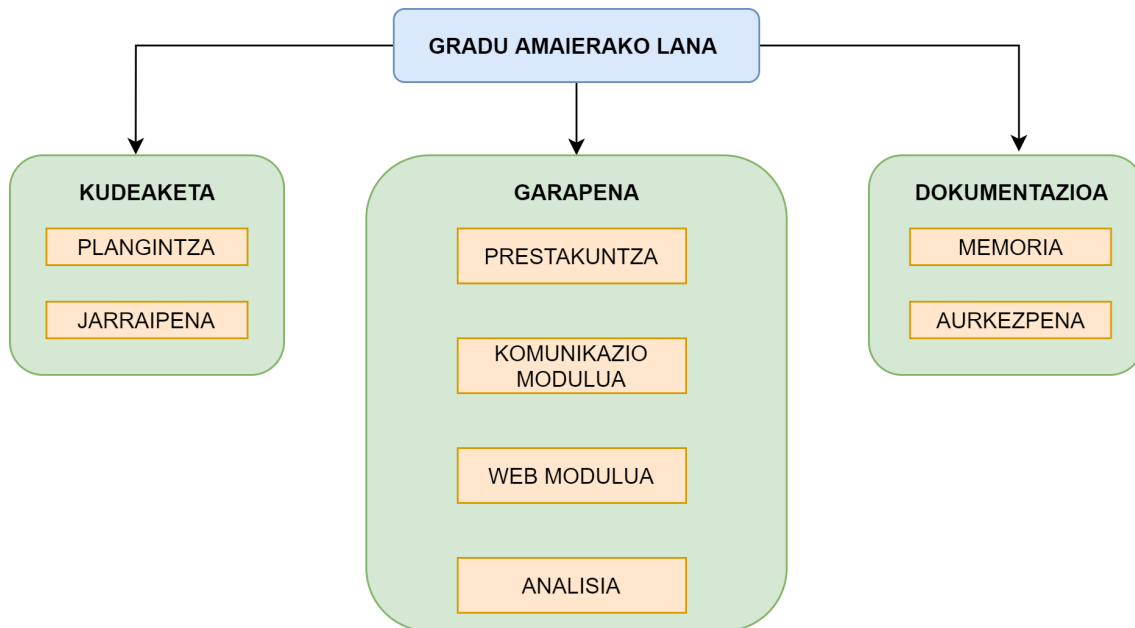 GRADU AMAIERAKO LANA
KUDEAKETA
PLANGINTZA
JARRAIPENA
GARAPENA
PRESTAKUNTZA
KOMUNIKAZIO
MODULUA
WEB MODULUA
ANALISIA
DOKUMENTAZIOA
MEMORIA
AURKEZPENA